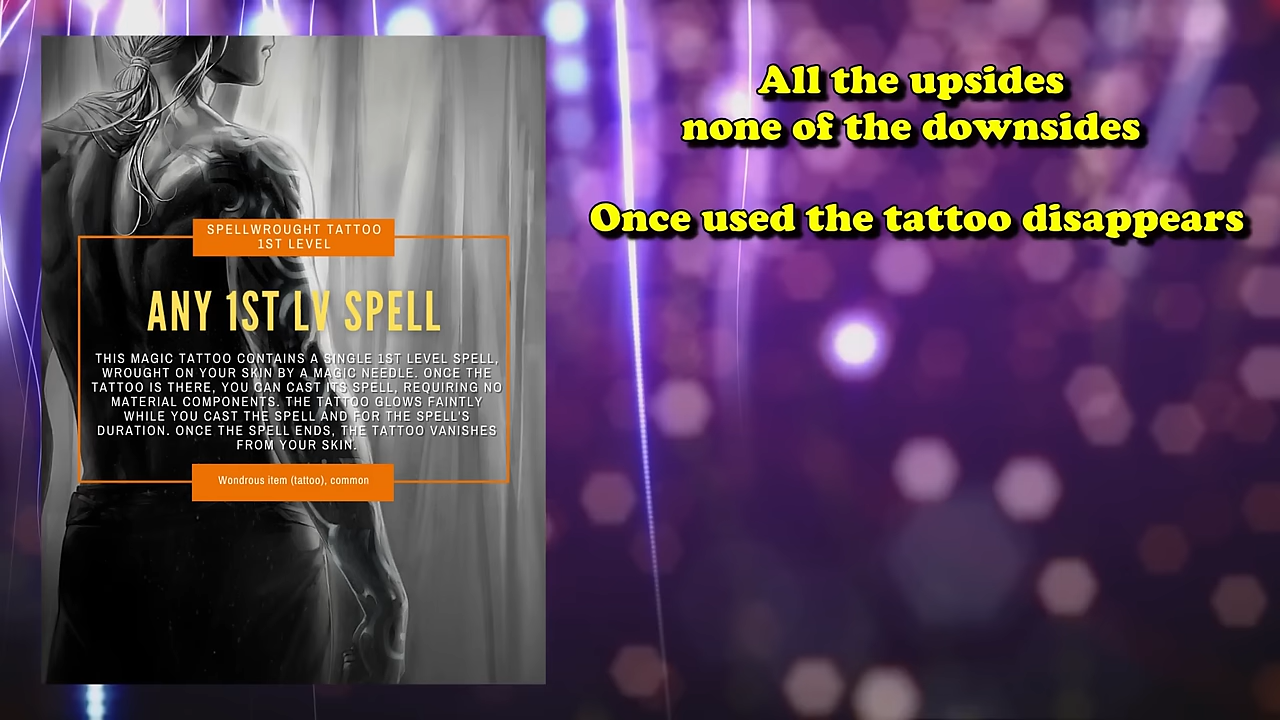 SPELLWROUGHT TATTOO
1ST LEVEL
ANY 1ST LV SPELL
THIS MAGIC TATTOO CONTAINS A SINGLE 1ST LEVEL SPELL,
WROUGHT ON YOUR SKIN BY A MAGIC NEEDLE. ONCE THE
TATTOO IS THERE, YOU CAN CAST ITS SPELL, REQUIRING NO
MATERIAL COMPONENTS. THE TATTOO GLOWS FAINTLY
WHILE YOU CAST THE SPELL AND FOR THE SPELL'S
DURATION. ONCE THE SPELL ENDS, THE TATTOO VANISHES
FROM YOUR SKIN.
Wondrous item (tattoo), common
All the upsides
none of the downsides
Once used the tattoo disappears